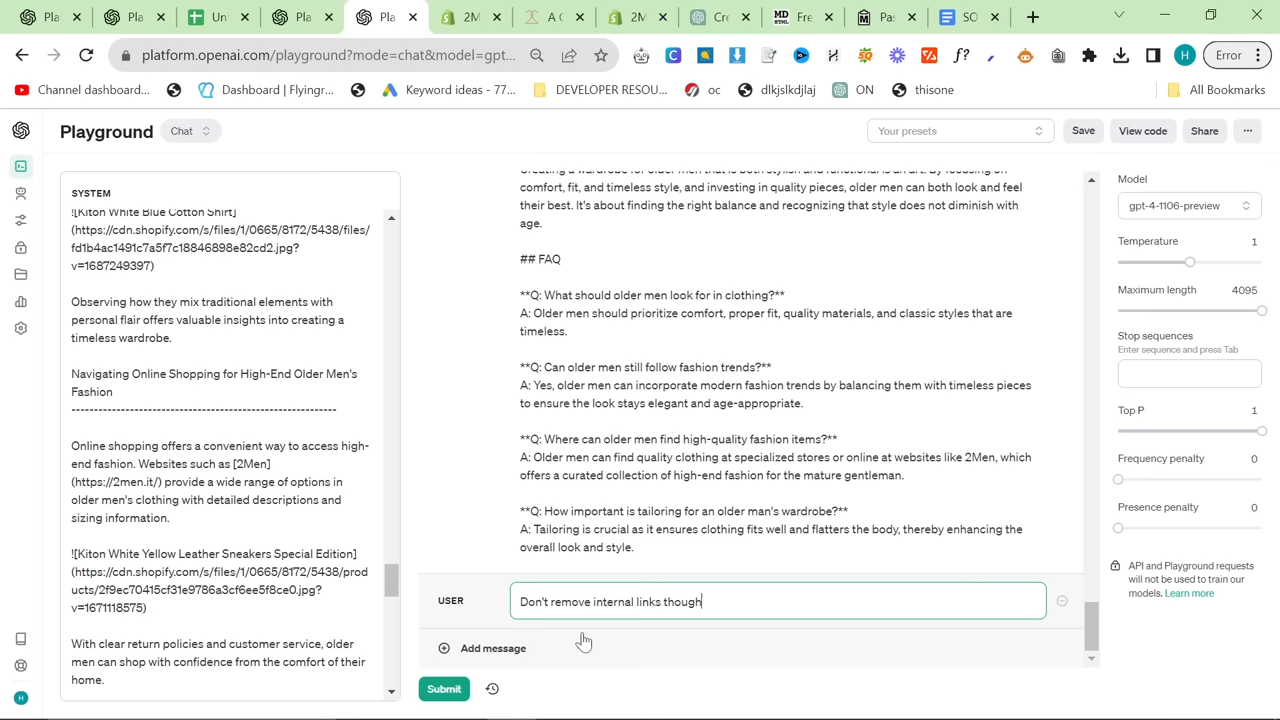 Pla
Un
Pla
Pla
2M
A C
2M
Cre
Fre
Pas
SO
platform.openai.com/playground?mode=chat&model=gpt...
H
Error
Channel dashboard...
Dashboard | Flyingr...
Keyword ideas - 77...
DEVELOPER RESOU...
oc
dlkjslkdjlaj
ON
thisone
All Bookmarks
Playground
Chat
Your presets
Save
View code
Share
SYSTEM
![Kiton White Blue Cotton Shirt]
(https://cdn.shopify.com/s/files/1/0665/8172/5438/files/
fd1b4ac1491c7a5f7c18846898e82cd2.jpg?
v=1687249397)
Observing how they mix traditional elements with
personal flair offers valuable insights into creating a
timeless wardrobe.
Navigating Online Shopping for High-End Older Men's
Fashion
-----------------------------------------------------------
Online shopping offers a convenient way to access high-
end fashion. Websites such as [2Men]
(https://2men.it/) provide a wide range of options in
older men's clothing with detailed descriptions and
sizing information.
![Kiton White Yellow Leather Sneakers Special Edition]
(https://cdn.shopify.com/s/files/1/0665/8172/5438/prod
ucts/2f9ec70415cf31e9786a3cf6ee5f8ce0.jpg?
v=1671118575)
With clear return policies and customer service, older
men can shop with confidence from the comfort of their
home.
Creating a wardrobe for older men that is both stylish and functional is an art. By focusing on
comfort, fit, and timeless style, and investing in quality pieces, older men can both look and feel
their best. It's about finding the right balance and recognizing that style does not diminish with
age.
## FAQ
**Q: What should older men look for in clothing?**
A: Older men should prioritize comfort, proper fit, quality materials, and classic styles that are
timeless.
**Q: Can older men still follow fashion trends?**
A: Yes, older men can incorporate modern fashion trends by balancing them with timeless pieces
to ensure the look stays elegant and age-appropriate.
**Q: Where can older men find high-quality fashion items?**
A: Older men can find quality clothing at specialized stores or online at websites like 2Men, which
offers a curated collection of high-end fashion for the mature gentleman.
**Q: How important is tailoring for an older man's wardrobe?**
A: Tailoring is crucial as it ensures clothing fits well and flatters the body, thereby enhancing the
overall look and style.
USER
Don't remove internal links though
Add message
Submit
Model
gpt-4-1106-preview
Temperature
1
Maximum length
4095
Stop sequences
Enter sequence and press Tab
Top P
1
Frequency penalty
0
Presence penalty
0
API and Playground requests
will not be used to train our
models. Learn more
H